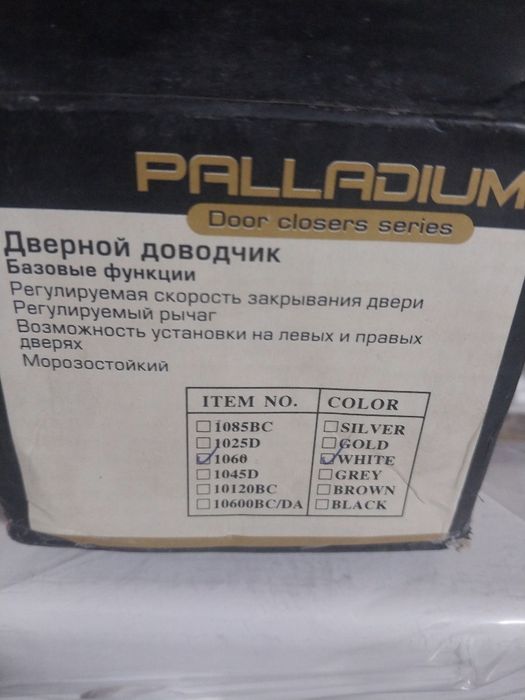 PALLADIUM
Door closers series
Дверной доводчик
Базовые функции
Регулируемая скорость закрывания двери
Регулируемый рычаг
Возможность установки на левых и правых
дверях
Морозостойкий
ITEM NO. COLOR
1085BC SILVER
1025D GOLD
1060 WHITE
1045D GREY
10120BC BROWN
10600BC/DA BLACK